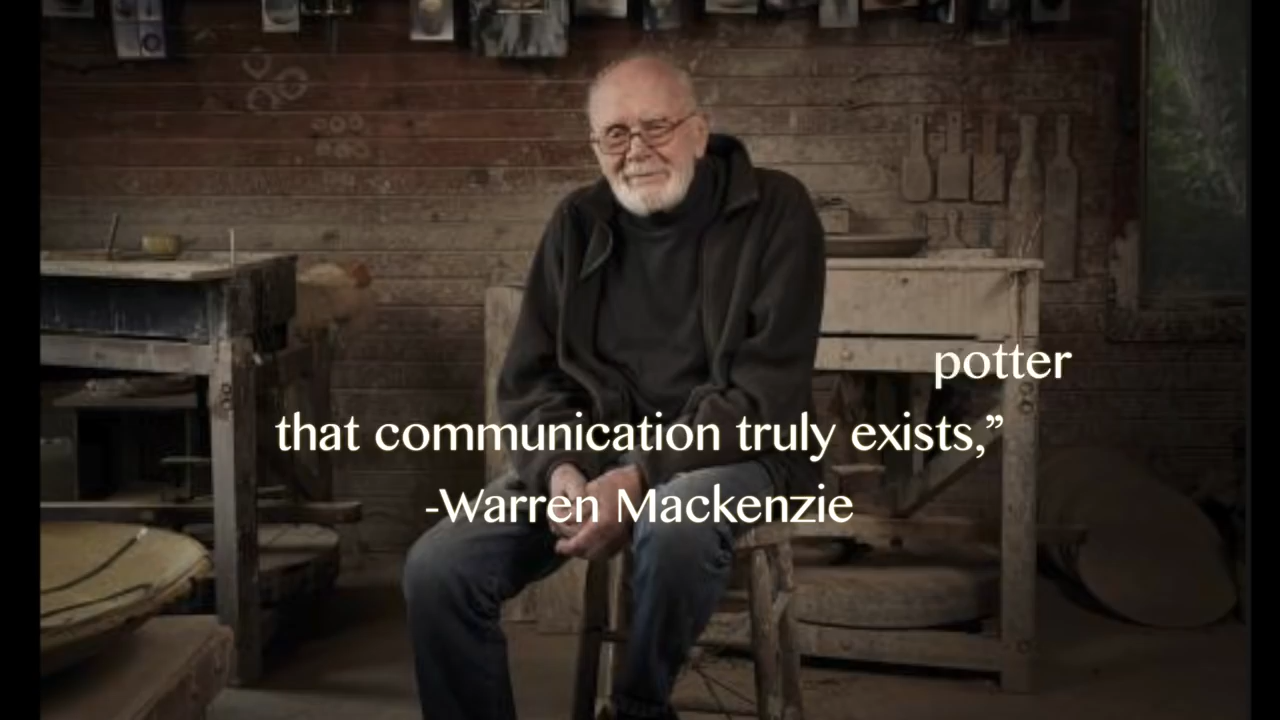 potter
that communication truly exists,”
-Warren Mackenzie